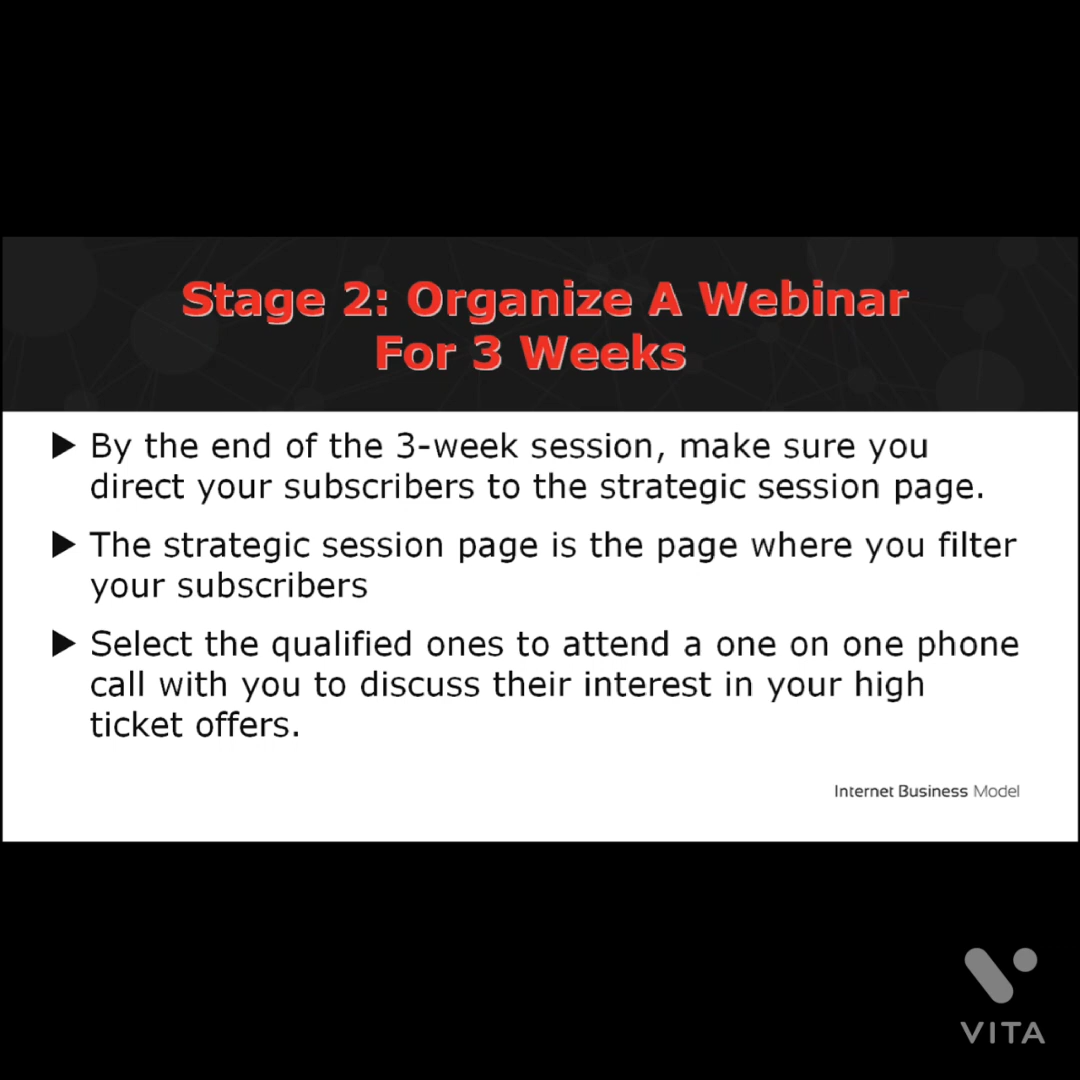 Stage 2: Organize A Webinar
For 3 Weeks
▶ By the end of the 3-week session, make sure you
direct your subscribers to the strategic session page.
▶ The strategic session page is the page where you filter
your subscribers
▶ Select the qualified ones to attend a one on one phone
call with you to discuss their interest in your high
ticket offers.
Internet Business Model
VITA